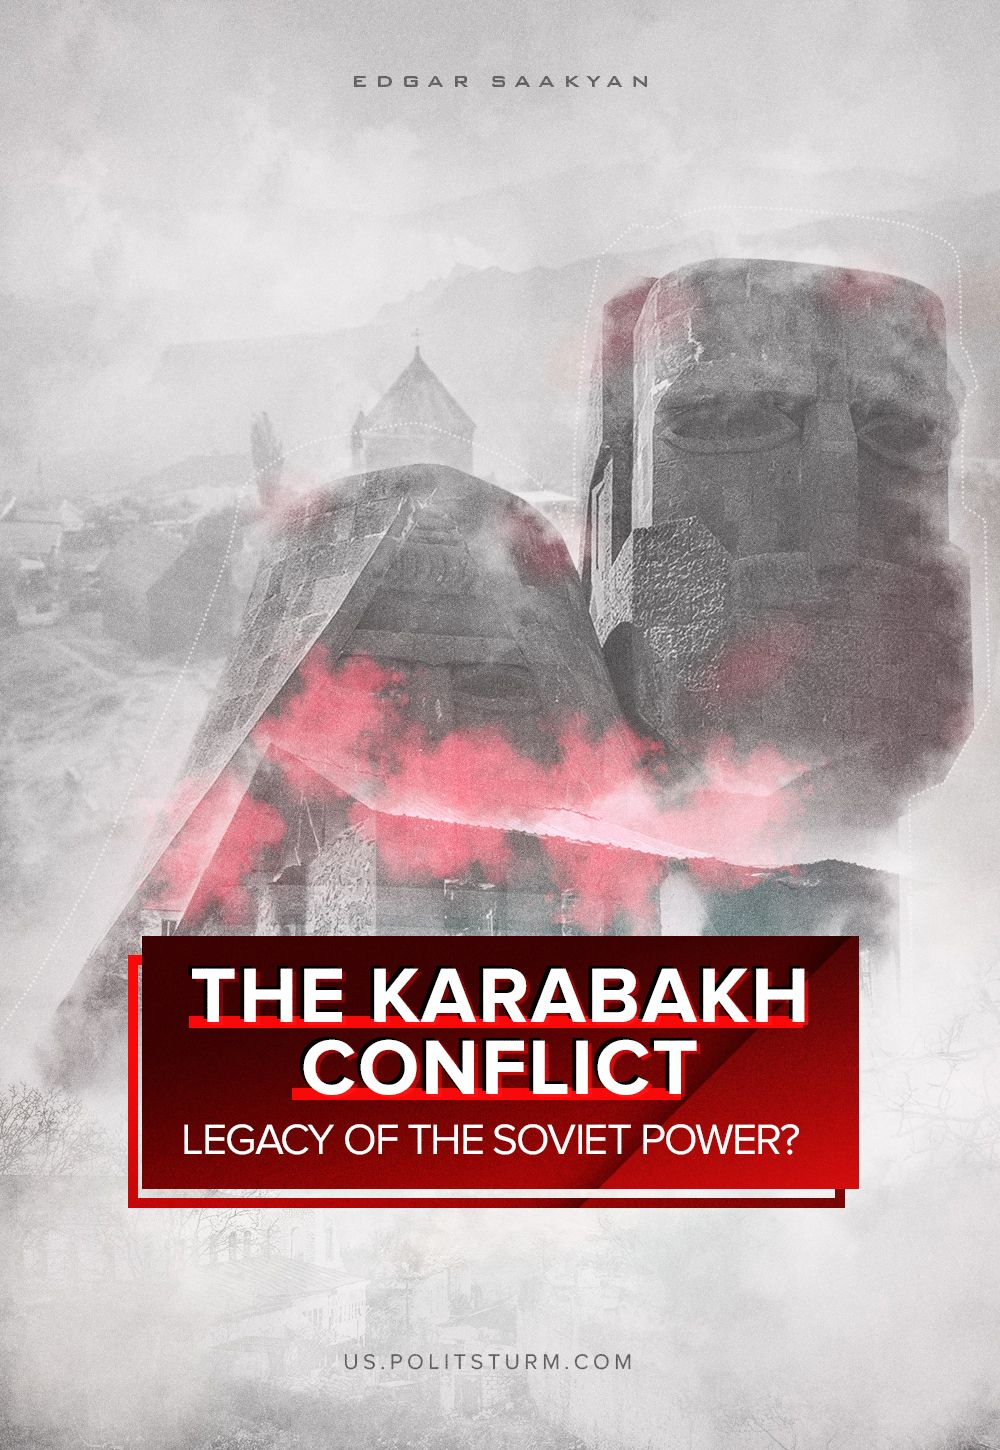 EDGAR SAAKYAN
THE KARABAKH
CONFLICT
LEGACY OF THE SOVIET POWER?
US.POLITSTURM.COM